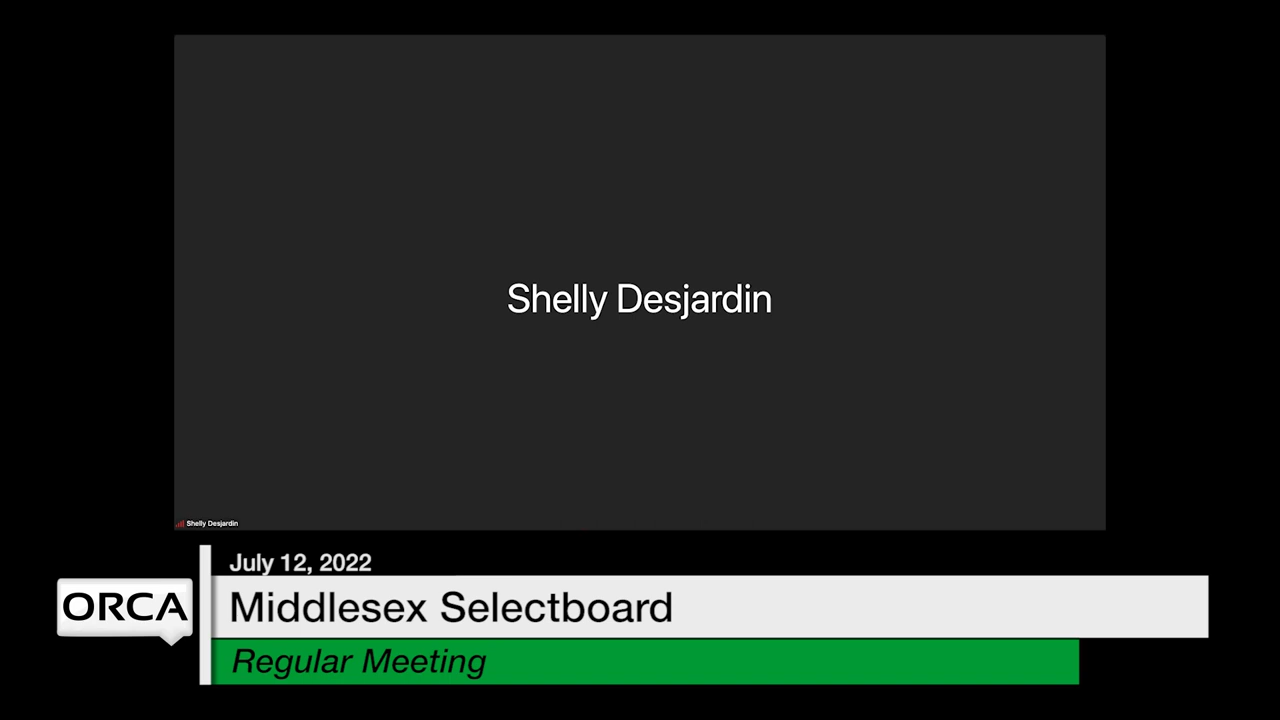 Shelly Desjardin
Shelly Desjardin
July 12, 2022
ORCA
Middlesex Selectboard
Regular Meeting